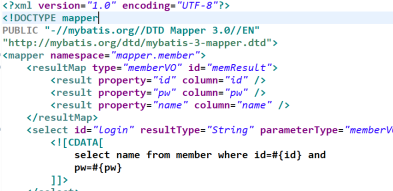 <?xml version="1.0" encoding="UTF-8"?>
<!DOCTYPE mapper
PUBLIC "-//mybatis.org//DTD Mapper 3.0//EN"
"http://mybatis.org/dtd/mybatis-3-mapper.dtd">
<mapper namespace="mapper.member">
<resultMap type="memberVO" id="memResult">
<result property="id" column="id" />
<result property="pw" column="pw" />
<result property="name" column="name" />
</resultMap>
<select id="Login" resultType="String" parameterType="memberV
<![CDATA[
select name from member where id=#{id} and
pw=#{pw}
]]>